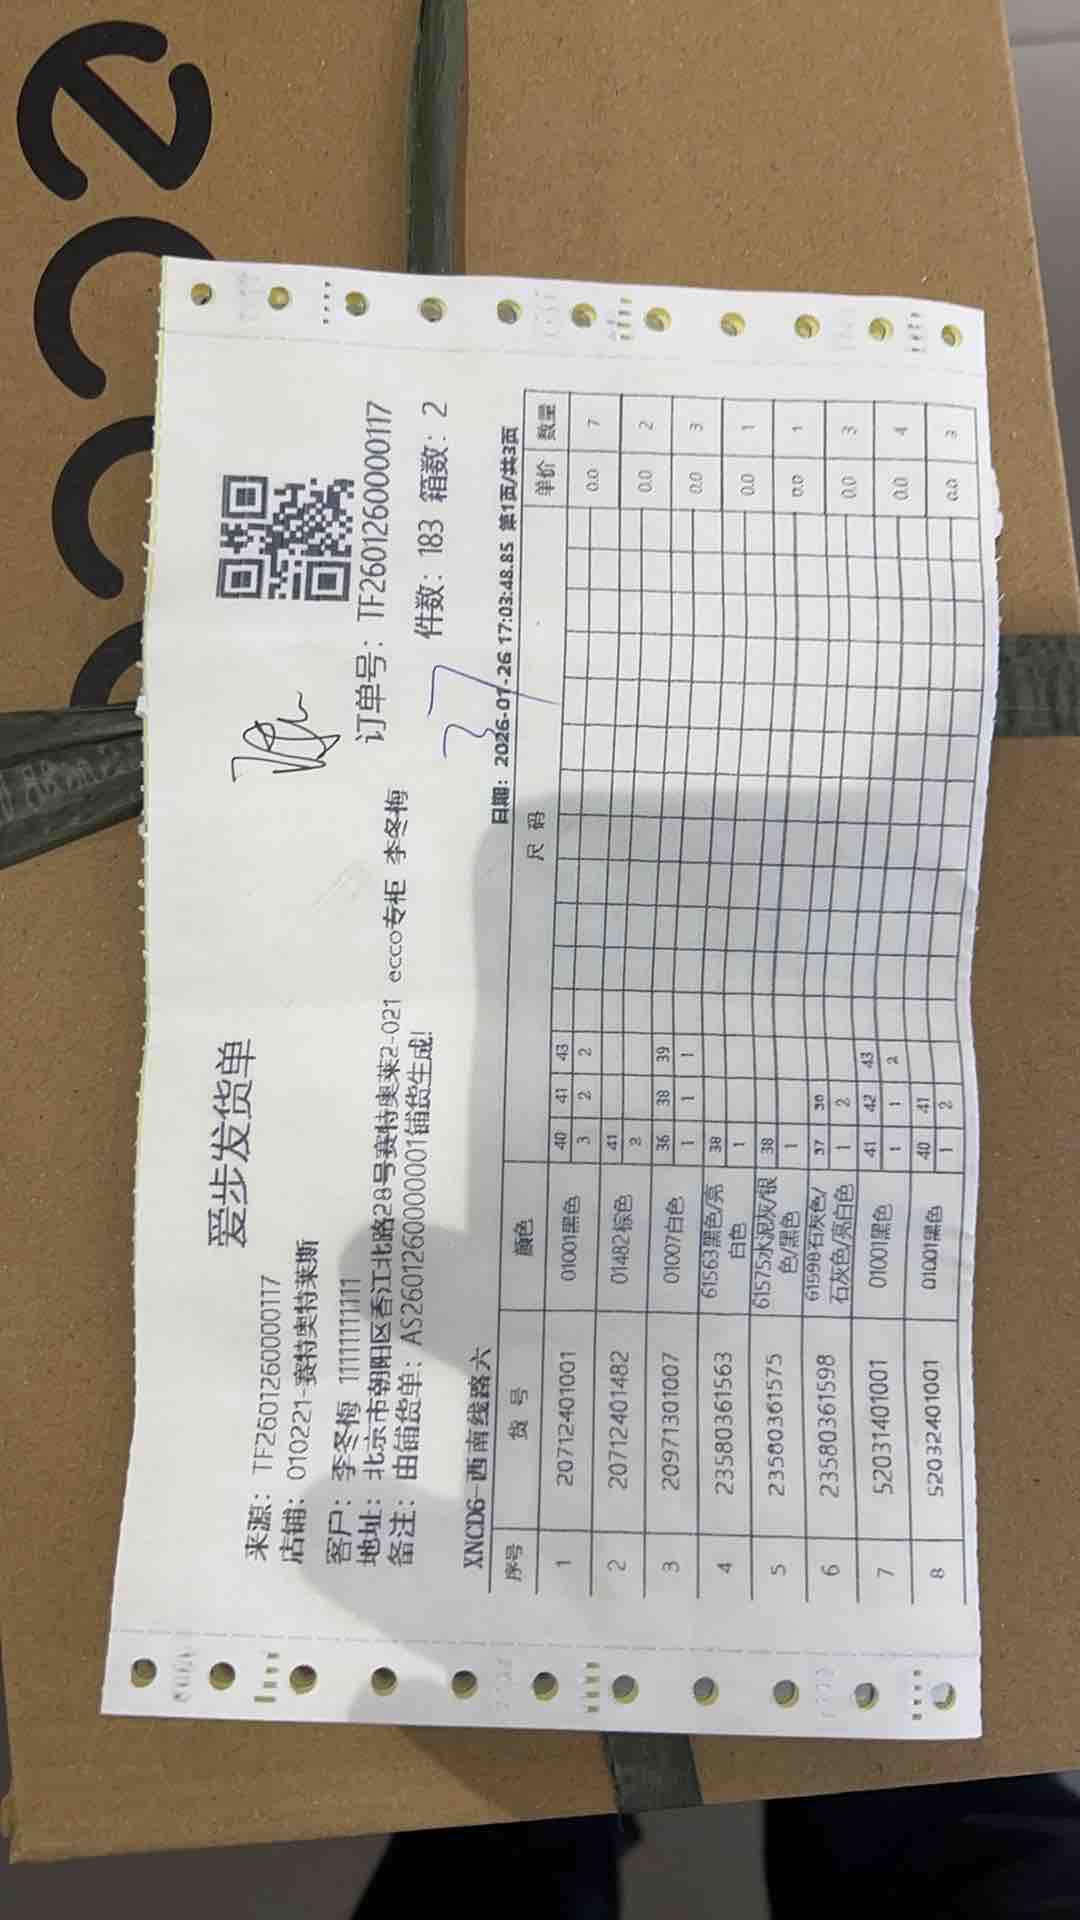 ecco
爱步发货单
来源：TF260126000017
店铺：010221-赛特奥特莱斯
订单号：TF260126000017
客户：李冬梅 11111111111
地址：北京市朝阳区香江北路28号赛特奥莱2-021 ecco专柜 李冬梅
备注：由铺货单：AS260126000001铺货生成!
件数：183 箱数：2
37
XNCD6-西南线路六 日期：2026-01-26 17:03:48.85 第1页/共3页
序号 货号 颜色 尺码 单价 数量
1 20712401001 01001黑色 40 41 43 0.0 7
3 2 2
2 20712401482 01482棕色 41 0.0 2
2
3 20971301007 01007白色 36 38 39 0.0 3
1 1 1
4 23580361563 61563黑色/亮白色 38 0.0 1
1
5 23580361575 61575水泥灰/银色/黑色 38 0.0 1
1
6 23580361598 61598石灰色/石灰色/亮白色 37 38 0.0 3
1 2
7 52031401001 01001黑色 41 42 43 0.0 4
1 1 2
8 52032401001 01001黑色 40 41 0.0 3
1 2